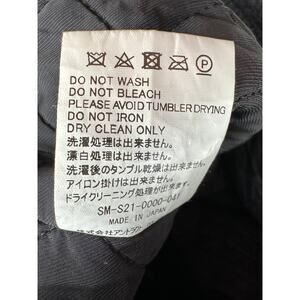 DO NOT WASH
DO NOT BLEACH
PLEASE AVOID TUMBLER DRYING
DO NOT IRON
DRY CLEAN ONLY
洗濯処理は出来ません。
漂白処理は出来ません。
洗濯後のタンブル乾燥は出来ません。
アイロン掛けは出来ません。
ドライクリーニング処理が出来ます。
SM-S21-0000-041
MADE IN JAPAN